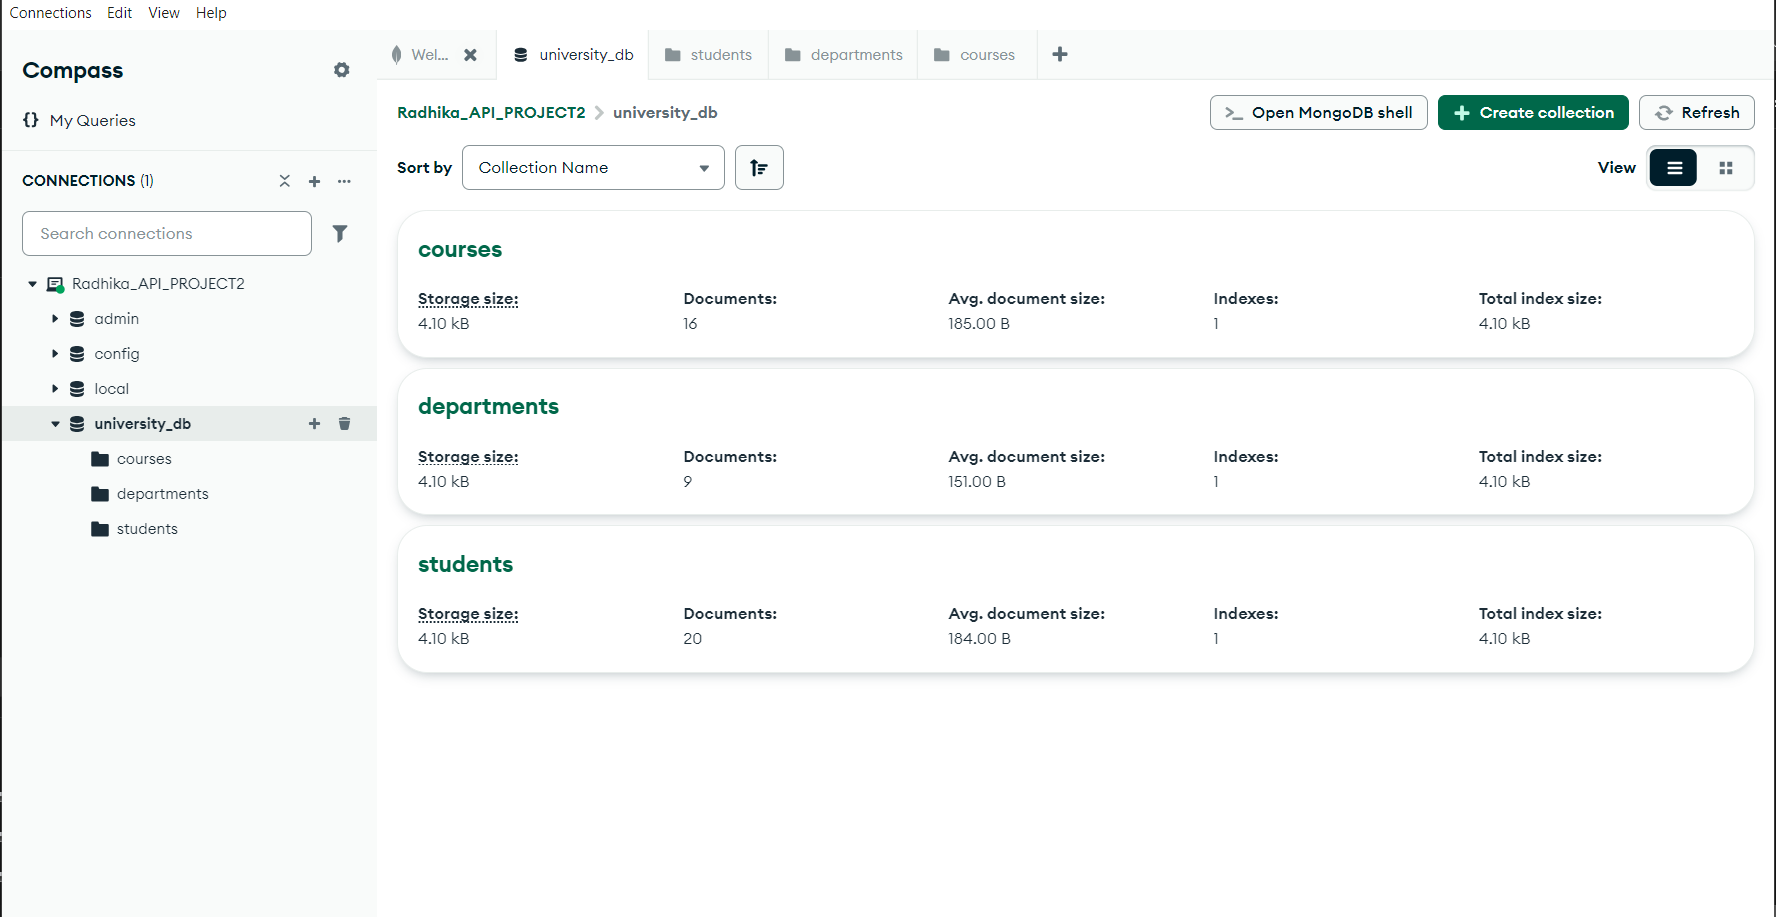 Connections Edit View Help
Compass
My Queries
CONNECTIONS (1)
Search connections
Radhika_API_PROJECT2
admin
config
local
university_db
courses
departments
students
Wel... university_db students departments courses
Radhika_API_PROJECT2 university_db
>_ Open MongoDB shell + Create collection Refresh
Sort by Collection Name View
courses
Storage size: Documents: Avg. document size: Indexes: Total index size:
4.10 kB 16 185.00 B 1 4.10 kB
departments
Storage size: Documents: Avg. document size: Indexes: Total index size:
4.10 kB 9 151.00 B 1 4.10 kB
students
Storage size: Documents: Avg. document size: Indexes: Total index size:
4.10 kB 20 184.00 B 1 4.10 kB